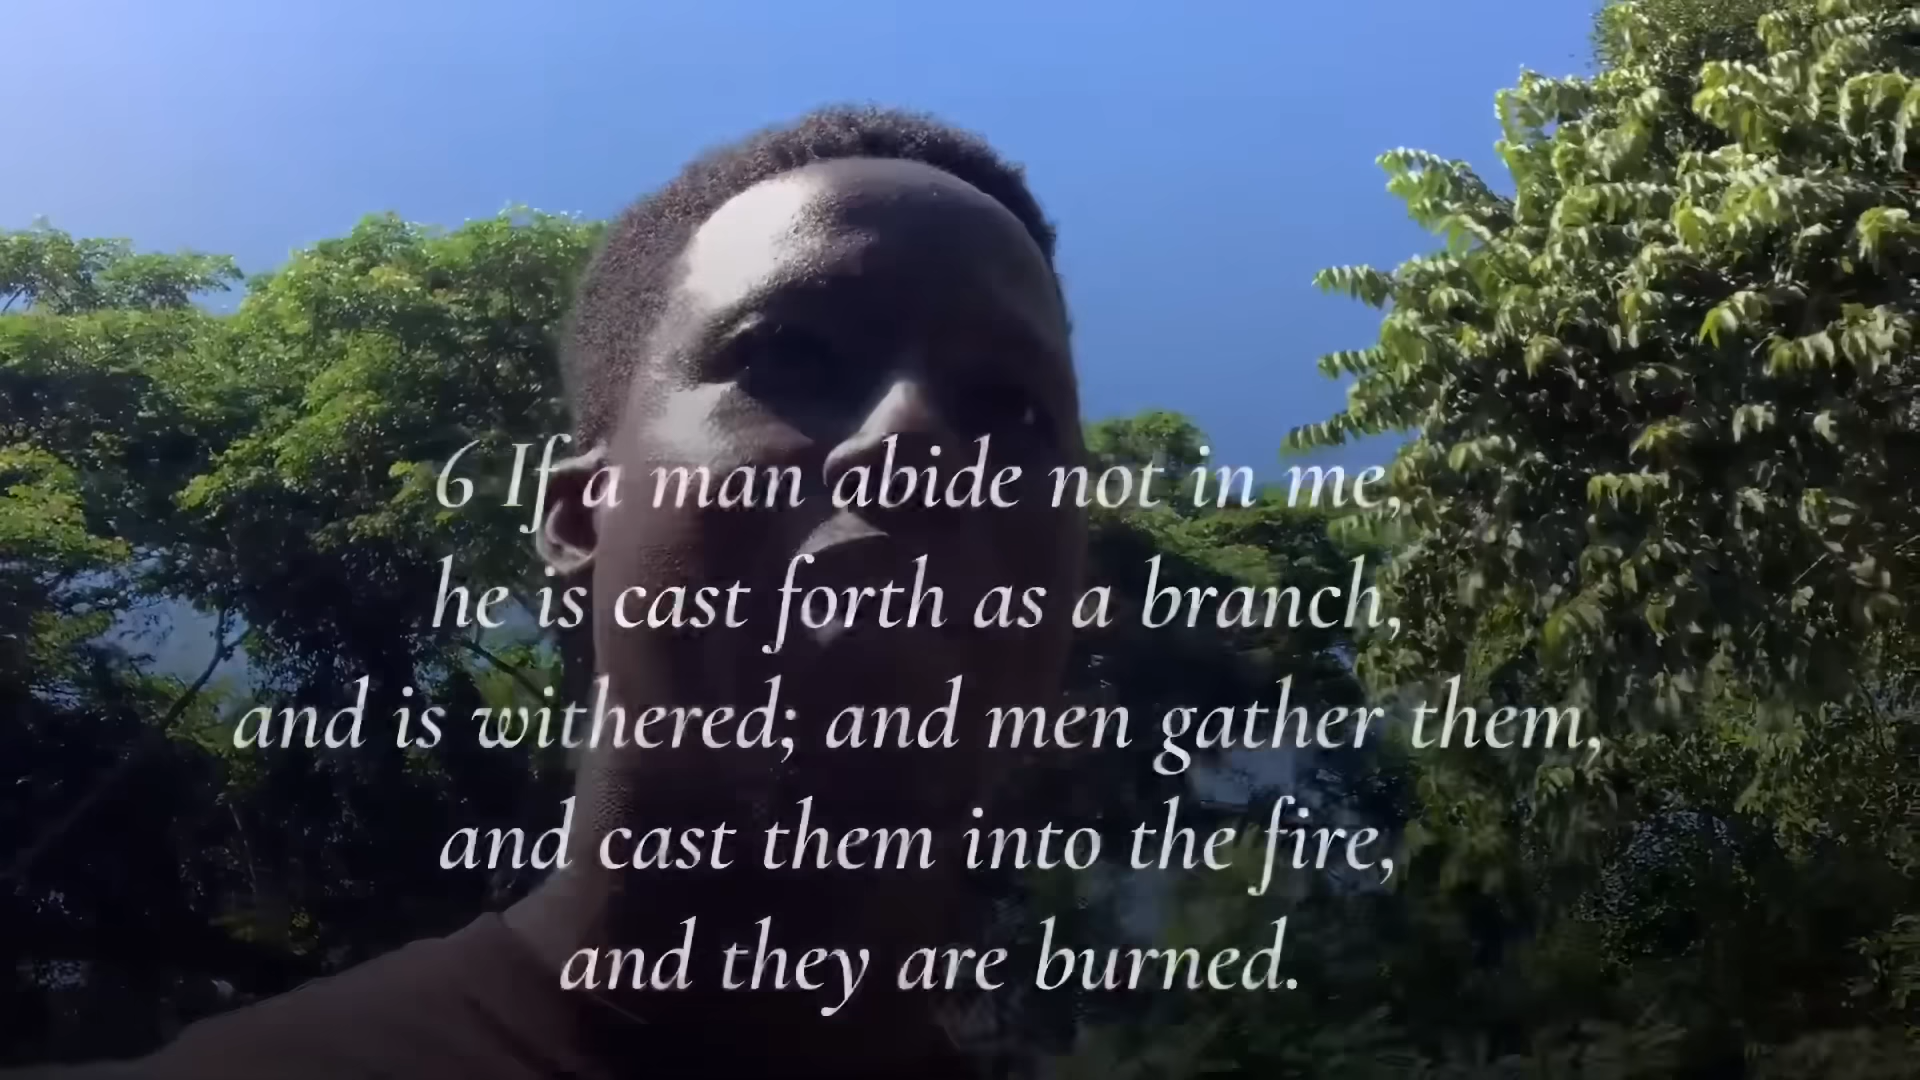 6 If a man abide not in me,
he is cast forth as a branch,
and is withered; and men gather them,
and cast them into the fire,
and they are burned.